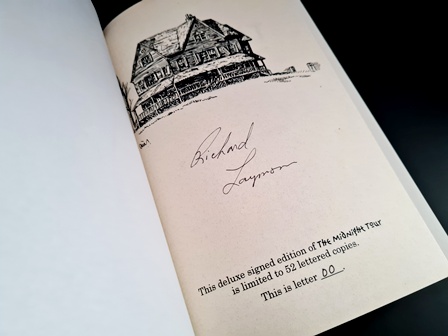 Richard
Laymon
This deluxe signed edition of The Midnight Tour
is limited to 52 lettered copies.
This is letter OO